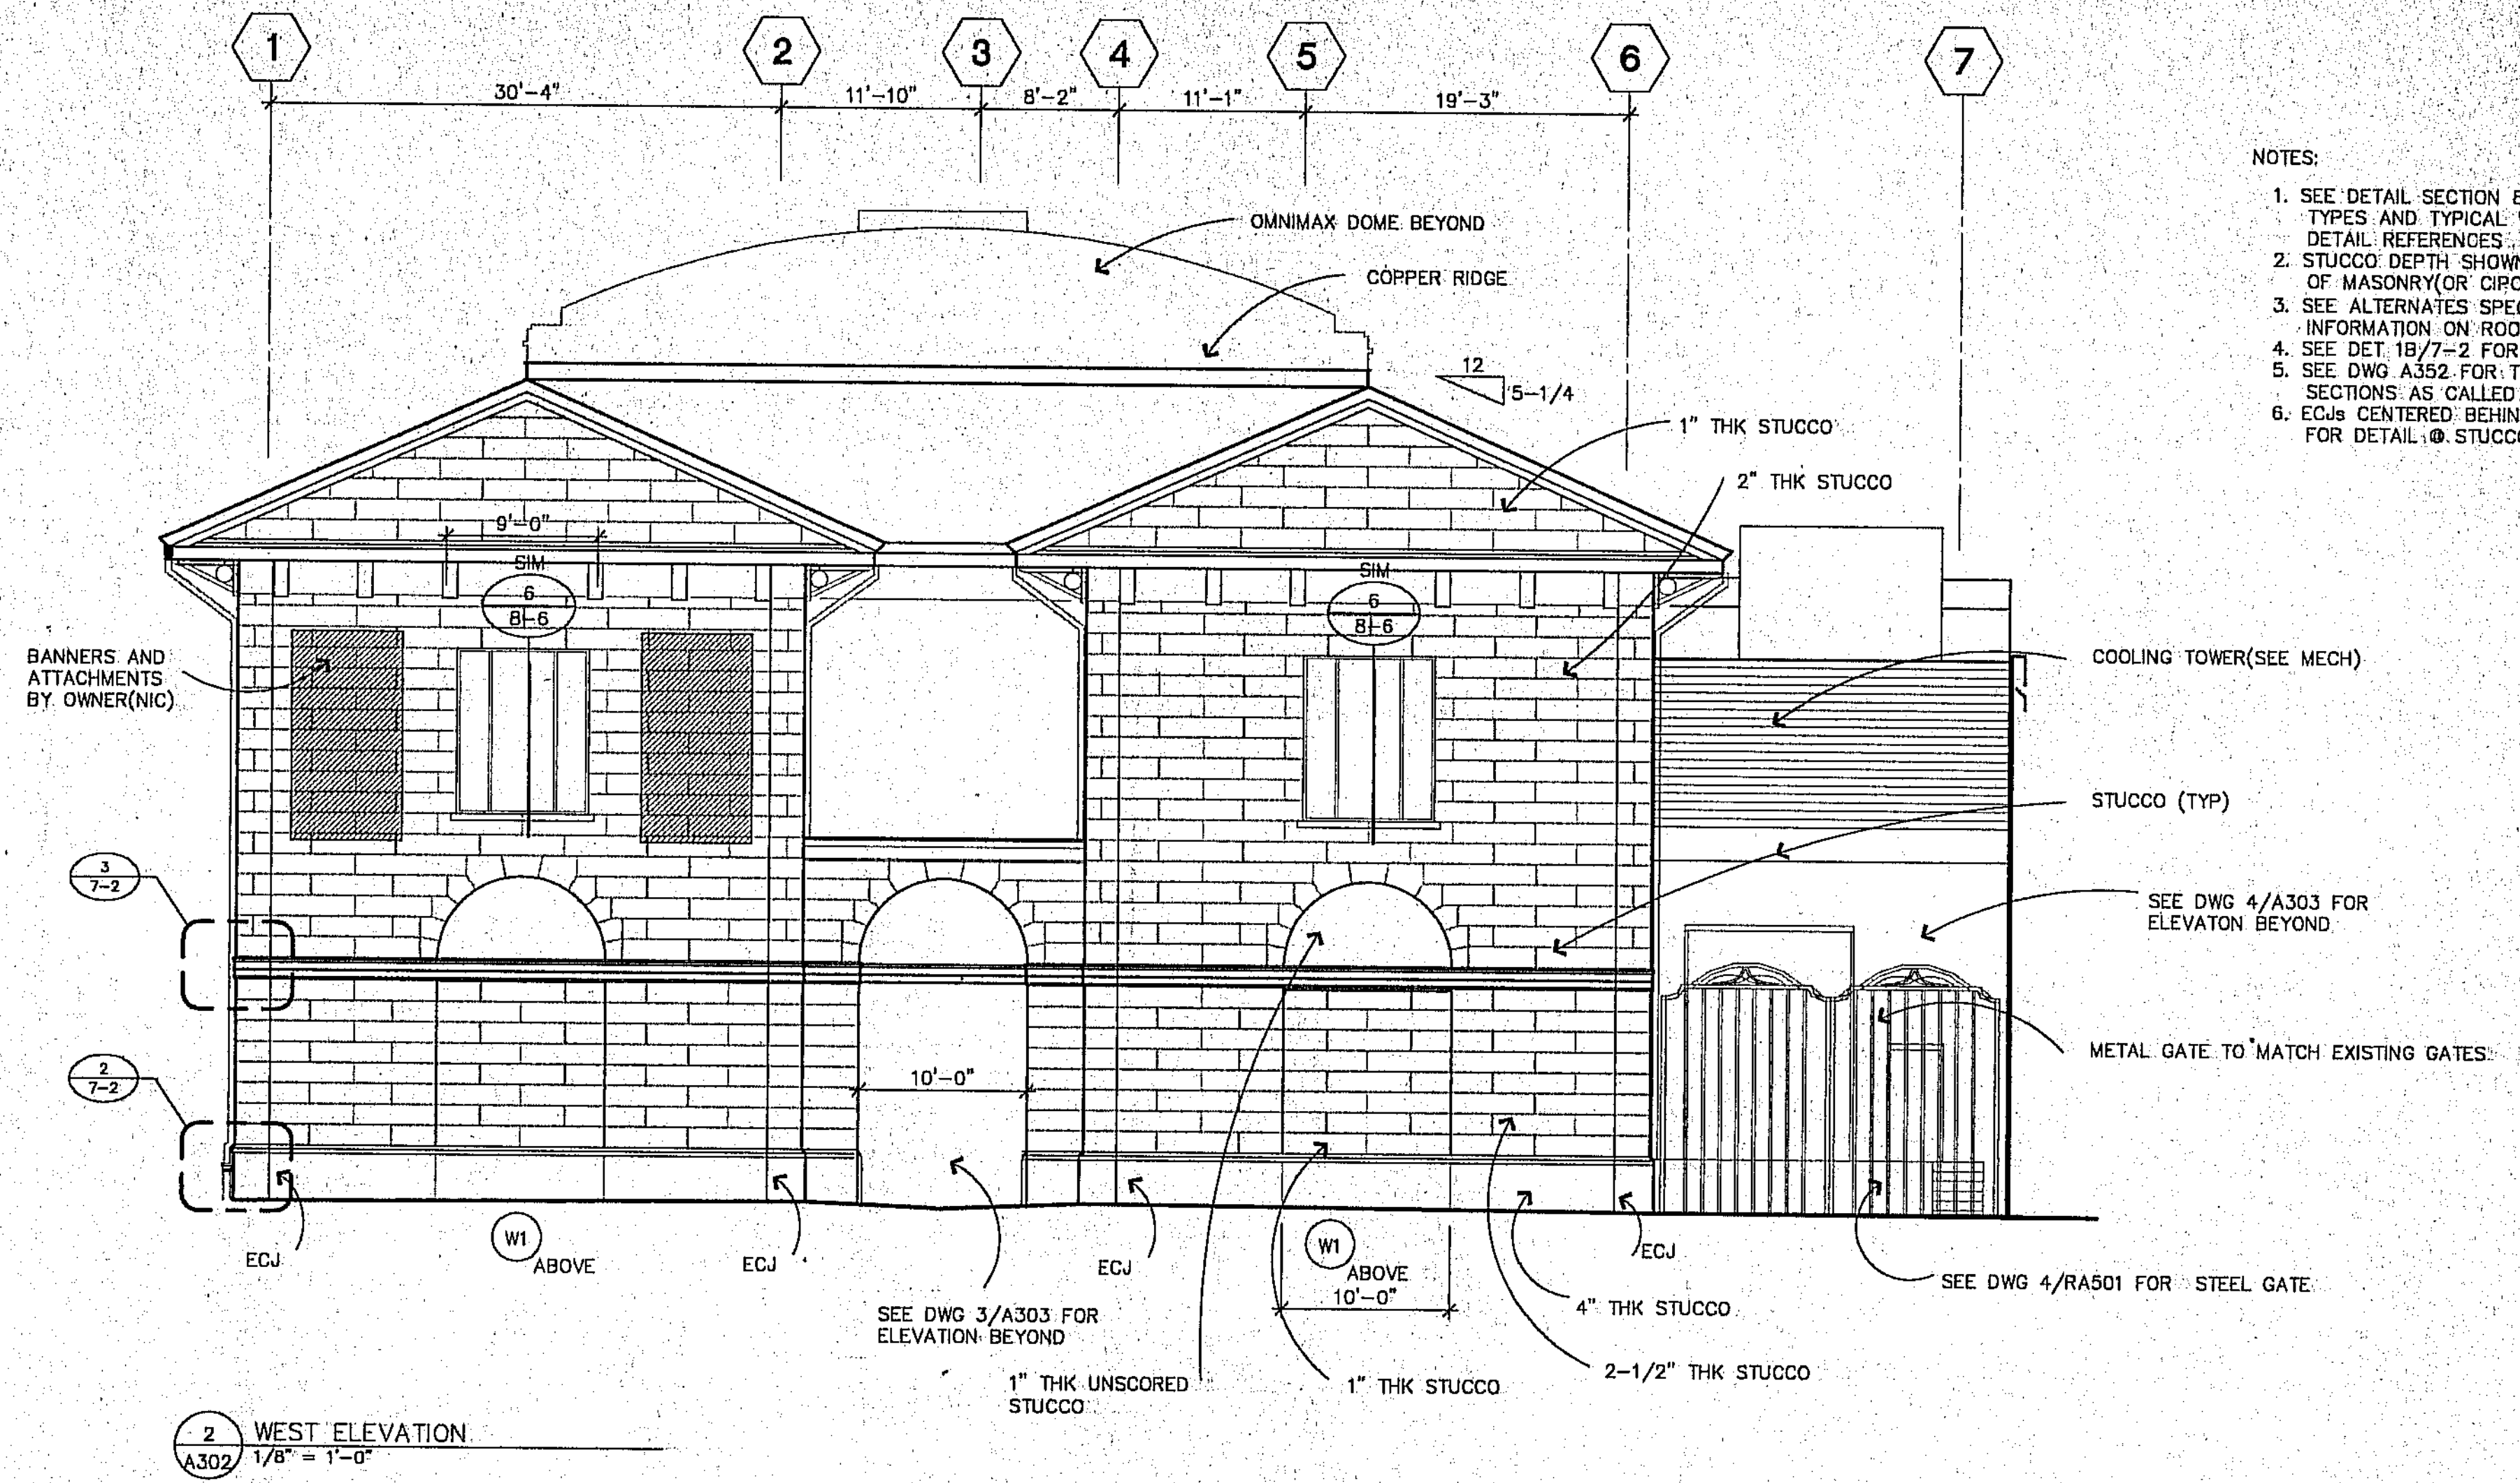 1
2
3
4
5
6
7
30'-4"
11'-10"
8'-2"
11'-1"
19'-3"
NOTES:
1. SEE DETAIL SECTION
TYPES AND TYPICAL
DETAIL REFERENCES
2. STUCCO DEPTH SHOWN
OF MASONRY(OR CIPC
3. SEE ALTERNATES SPE
INFORMATION ON ROO
4. SEE DET 1B/7-2 FOR
5. SEE DWG A352 FOR T
SECTIONS AS CALLED
6. ECJs CENTERED BEHIN
FOR DETAIL @ STUCCO
OMNIMAX DOME BEYOND
COPPER RIDGE
12
5-1/4
1" THK STUCCO
2" THK STUCCO
9'-0"
SIM
6
8-6
SIM
6
8-6
BANNERS AND
ATTACHMENTS
BY OWNER(NIC)
COOLING TOWER(SEE MECH)
STUCCO (TYP)
3
7-2
SEE DWG 4/A303 FOR
ELEVATON BEYOND
2
7-2
10'-0"
METAL GATE TO MATCH EXISTING GATES
ECJ
W1
ABOVE
ECJ
ECJ
W1
ABOVE
10'-0"
ECJ
SEE DWG 4/RA501 FOR STEEL GATE
SEE DWG 3/A303 FOR
ELEVATION BEYOND
4" THK STUCCO
1" THK UNSCORED
STUCCO
1" THK STUCCO
2-1/2" THK STUCCO
2
A302
WEST ELEVATION
1/8" = 1'-0"